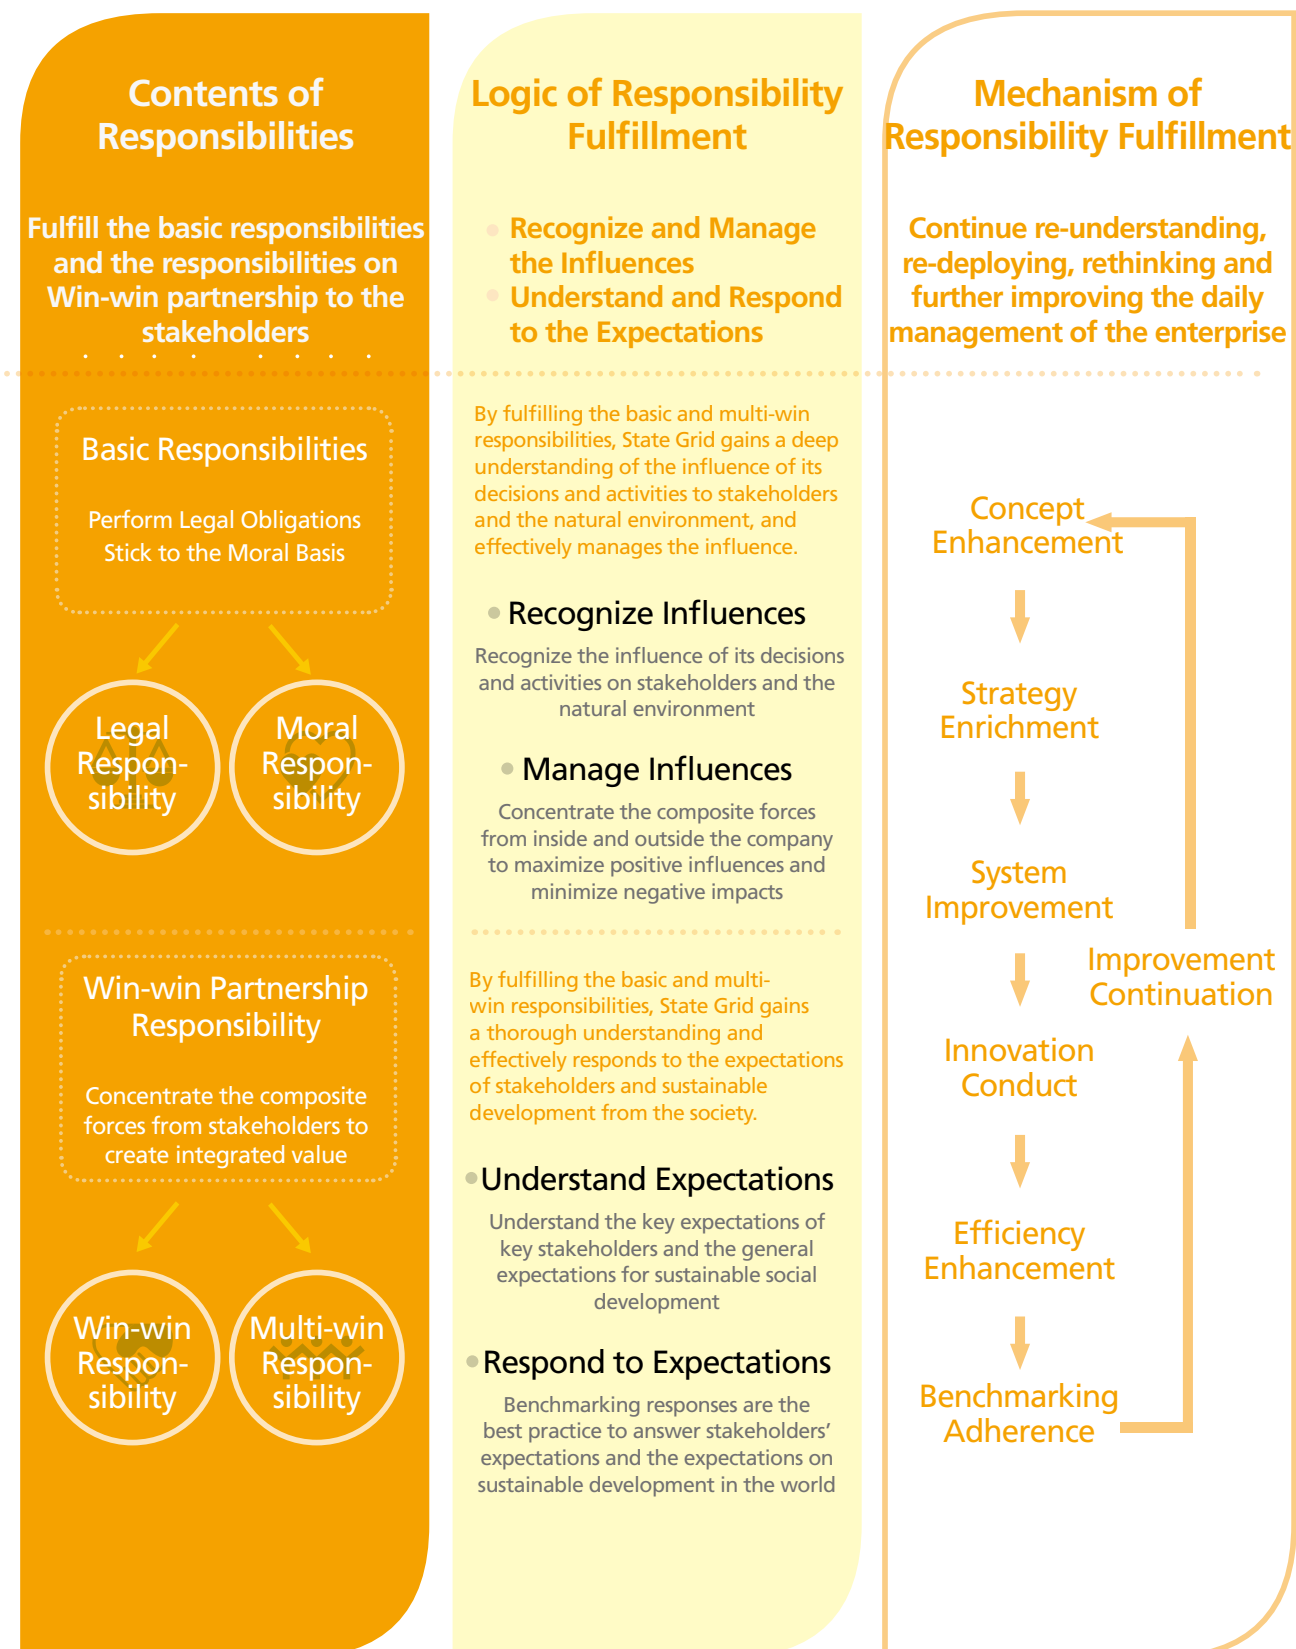 Contents of
Responsibilities
Fulfill the basic responsibilities
and the responsibilities on
Win-win partnership to the
stakeholders
Basic Responsibilities
Perform Legal Obligations
Stick to the Moral Basis
Legal
Respon-
sibility
Moral
Respon-
sibility
Win-win Partnership
Responsibility
Concentrate the composite
forces from stakeholders to
create integrated value
Win-win
Respon-
sibility
Multi-win
Respon-
sibility
Logic of Responsibility
Fulfillment
Recognize and Manage
the Influences
Understand and Respond
to the Expectations
By fulfilling the basic and multi-win
responsibilities, State Grid gains a deep
understanding of the influence of its
decisions and activities to stakeholders
and the natural environment, and
effectively manages the influence.
Recognize Influences
Recognize the influence of its decisions
and activities on stakeholders and the
natural environment
Manage Influences
Concentrate the composite forces
from inside and outside the company
to maximize positive influences and
minimize negative impacts
By fulfilling the basic and multi-
win responsibilities, State Grid gains
a thorough understanding and
effectively responds to the expectations
of stakeholders and sustainable
development from the society.
Understand Expectations
Understand the key expectations of
key stakeholders and the general
expectations for sustainable social
development
Respond to Expectations
Benchmarking responses are the
best practice to answer stakeholders’
expectations and the expectations on
sustainable development in the world
Mechanism of
Responsibility Fulfillment
Continue re-understanding,
re-deploying, rethinking and
further improving the daily
management of the enterprise
Concept
Enhancement
Strategy
Enrichment
System
Improvement
Innovation
Conduct
Efficiency
Enhancement
Benchmarking
Adherence
Improvement
Continuation